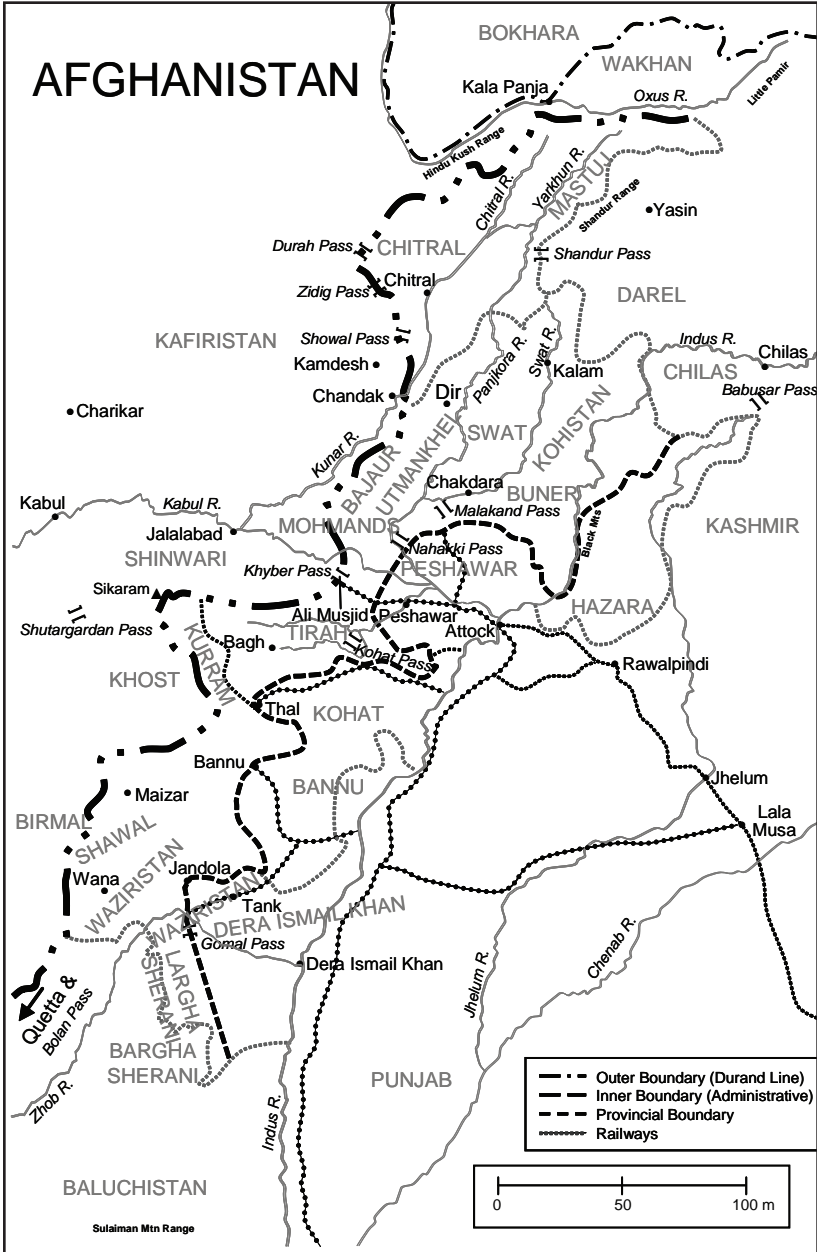 AFGHANISTAN
BOKHARA
WAKHAN
Kala Panja
Oxus R.
Little Pamir
Hindu Kush Range
Chitral R.
Yarkhun R.
MASTUJ
Shandur Range
Yasin
Durah Pass
CHITRAL
Shandur Pass
Zidig Pass
Chitral
DAREL
KAFIRISTAN
Showal Pass
Kamdesh
Panjkora R.
Swat R.
Kalam
Indus R.
Chilas
CHILAS
Babusar Pass
Chandak
Dir
Charikar
Kunar R.
BAJAUR
UTMANKHEL
SWAT
KOHISTAN
Chakdara
BUNER
Malakand Pass
Kabul
Kabul R.
Jalalabad
MOHMANDS
Black Mts
KASHMIR
SHINWARI
Nahakki Pass
Khyber Pass
PESHAWAR
Sikaram
Ali Musjid
Peshawar
HAZARA
Shutargardan Pass
TIRAH
Attock
Bagh
Kohat Pass
Rawalpindi
KURRAM
KHOST
Thal
KOHAT
Bannu
BANNU
Jhelum
Maizar
BIRMAL
SHAWAL
Lala
Musa
Wana
WAZIRISTAN
Jandola
WAZIRISTAN
Tank
DERA ISMAIL KHAN
Gomal Pass
Dera Ismail Khan
LARGHA
SHERANI
Jhelum R.
Chenab R.
Quetta &
Bolan Pass
BARGHA
SHERANI
Zhob R.
PUNJAB
Indus R.
BALUCHISTAN
Sulaiman Mtn Range
Outer Boundary (Durand Line)
Inner Boundary (Administrative)
Provincial Boundary
Railways
0 50 100 m